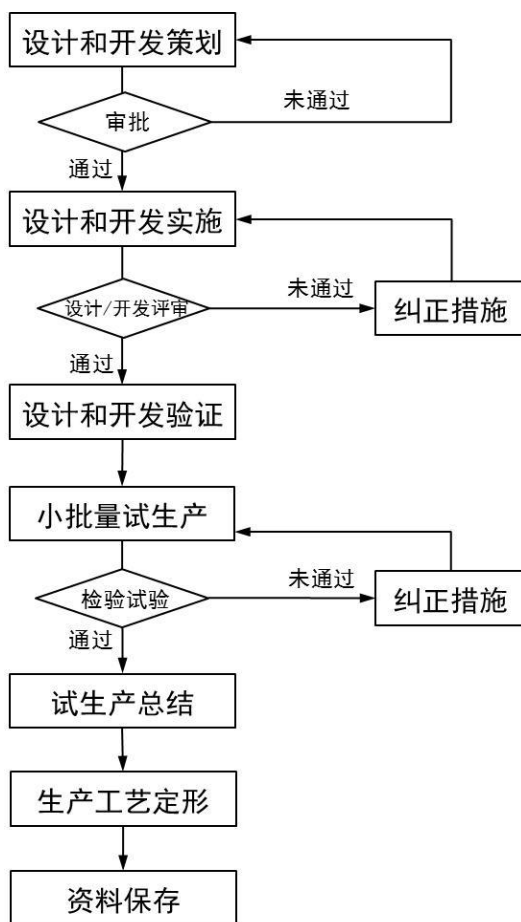 设计和开发策划
未通过
审批
通过
设计和开发实施
未通过
设计/开发评审
纠正措施
通过
设计和开发验证
小批量试生产
未通过
检验试验
纠正措施
通过
试生产总结
生产工艺定形
资料保存